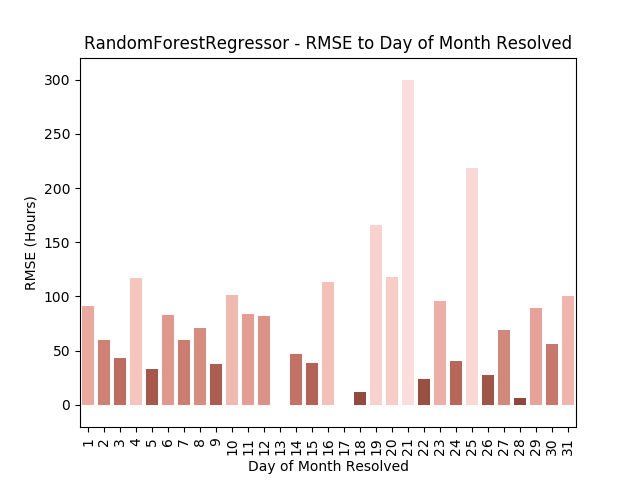 RandomForestRegressor - RMSE to Day of Month Resolved
300
250
200
150
100
50
0
RMSE (Hours)
1 2 3 4 5 6 7 8 9 10 11 12 13 14 15 16 17 18 19 20 21 22 23 24 25 26 27 28 29 30 31
Day of Month Resolved